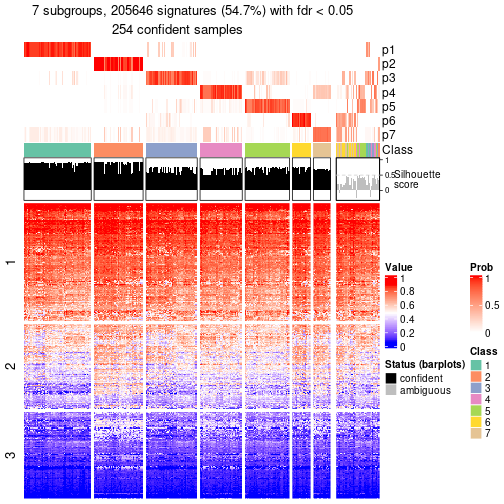 7 subgroups, 205646 signatures (54.7%) with fdr < 0.05
254 confident samples
p1
p2
p3
p4
p5
p6
p7
Class
1
0.5
0
Silhouette
score
1
2
3
Value
1
0.8
0.6
0.4
0.2
0
Status (barplots)
confident
ambiguous
Prob
1
0.5
0
Class
1
2
3
4
5
6
7